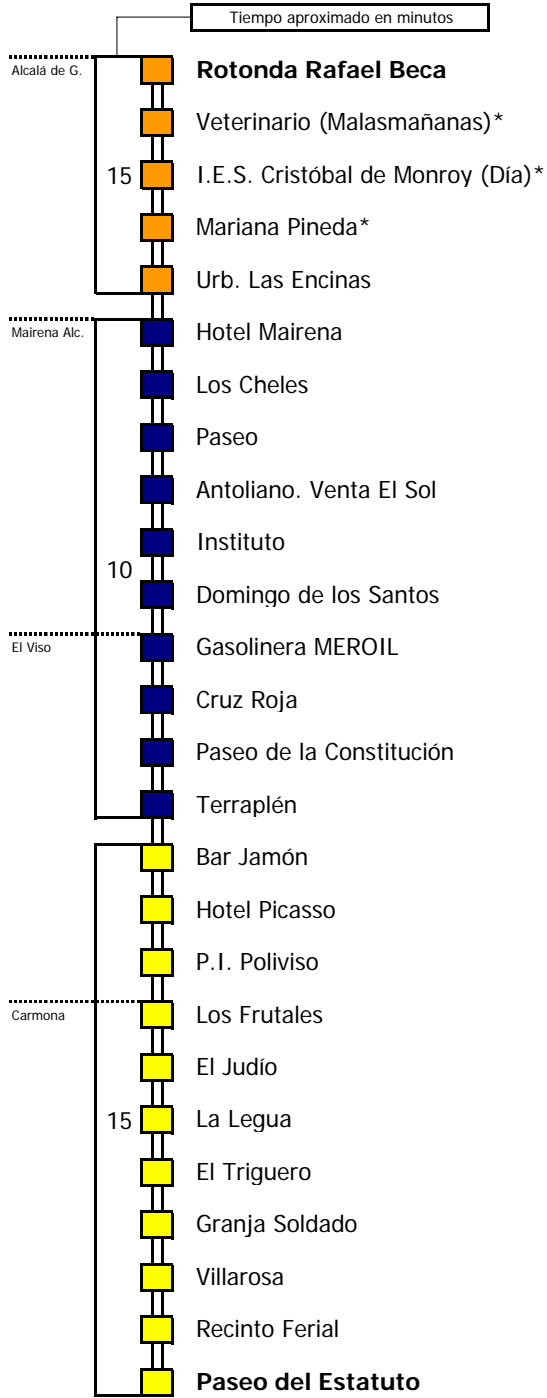 Tiempo aproximado en minutos
Alcalá de G.
Rotonda Rafael Beca
Veterinario (Malasmañanas)*
15
I.E.S. Cristóbal de Monroy (Día)*
Mariana Pineda*
Urb. Las Encinas
Mairena Alc.
Hotel Mairena
Los Cheles
Paseo
Antoliano. Venta El Sol
Instituto
10
Domingo de los Santos
El Viso
Gasolinera MEROIL
Cruz Roja
Paseo de la Constitución
Terraplén
Bar Jamón
Hotel Picasso
P.I. Poliviso
Carmona
Los Frutales
El Judío
15
La Legua
El Triguero
Granja Soldado
Villarosa
Recinto Ferial
Paseo del Estatuto